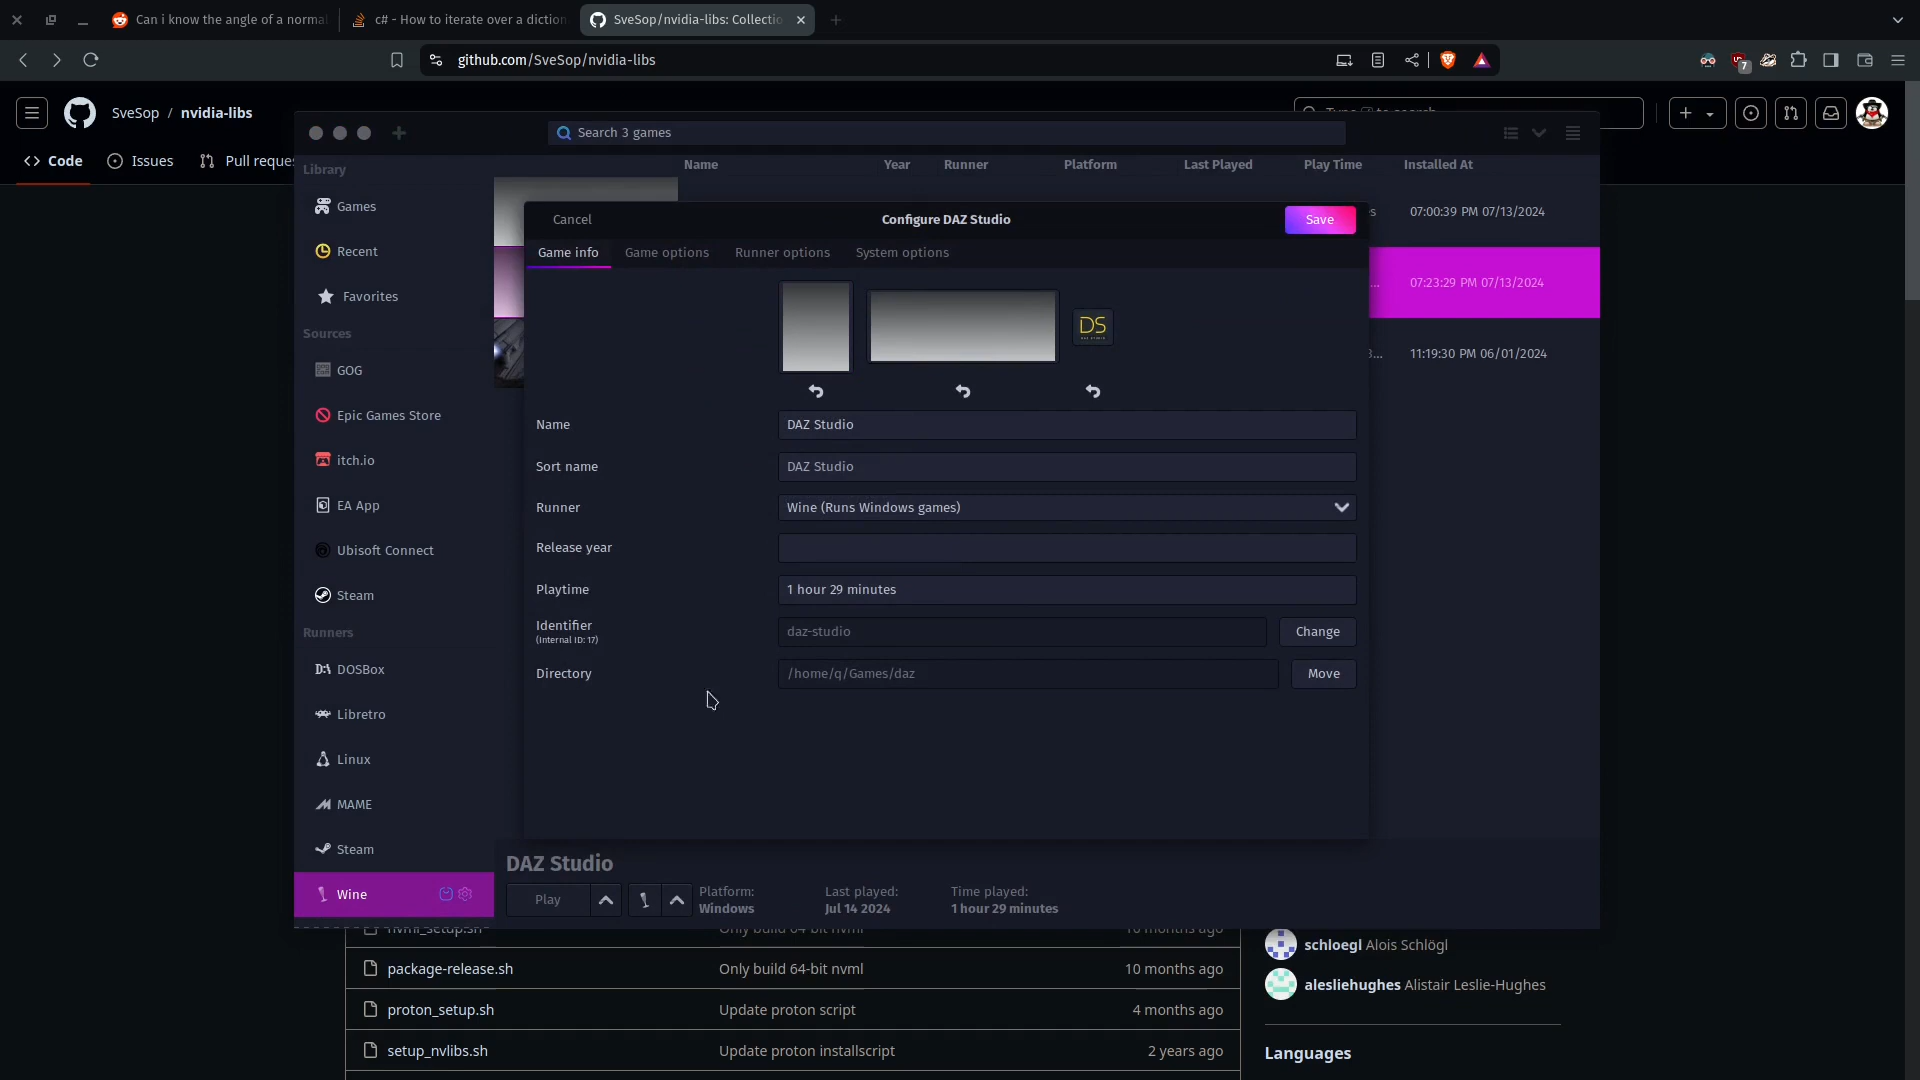 Can i know the angle of a normal
c# - How to iterate over a diction
SveSop/nvidia-libs: Collectio
github.com/SveSop/nvidia-libs
7
SveSop / nvidia-libs
Code
Issues
Pull reque
Search 3 games
Library
Games
Recent
Favorites
Sources
GOG
Epic Games Store
itch.io
EA App
Ubisoft Connect
Steam
Runners
DOSBox
Libretro
Linux
MAME
Steam
Wine
Name Year Runner Platform Last Played Play Time Installed At
07:00:39 PM 07/13/2024
07:23:29 PM 07/13/2024
11:19:30 PM 06/01/2024
Cancel
Configure DAZ Studio
Save
Game info
Game options
Runner options
System options
DS
Name
DAZ Studio
Sort name
DAZ Studio
Runner
Wine (Runs Windows games)
Release year
Playtime
1 hour 29 minutes
Identifier
(Internal ID: 17)
daz-studio
Change
Directory
/home/q/Games/daz
Move
DAZ Studio
Play
Platform:
Windows
Last played:
Jul 14 2024
Time played:
1 hour 29 minutes
package-release.sh Only build 64-bit nvml 10 months ago
proton_setup.sh Update proton script 4 months ago
setup_nvlibs.sh Update proton installscript 2 years ago
schloegl Alois Schlögl
alesliehughes Alistair Leslie-Hughes
Languages